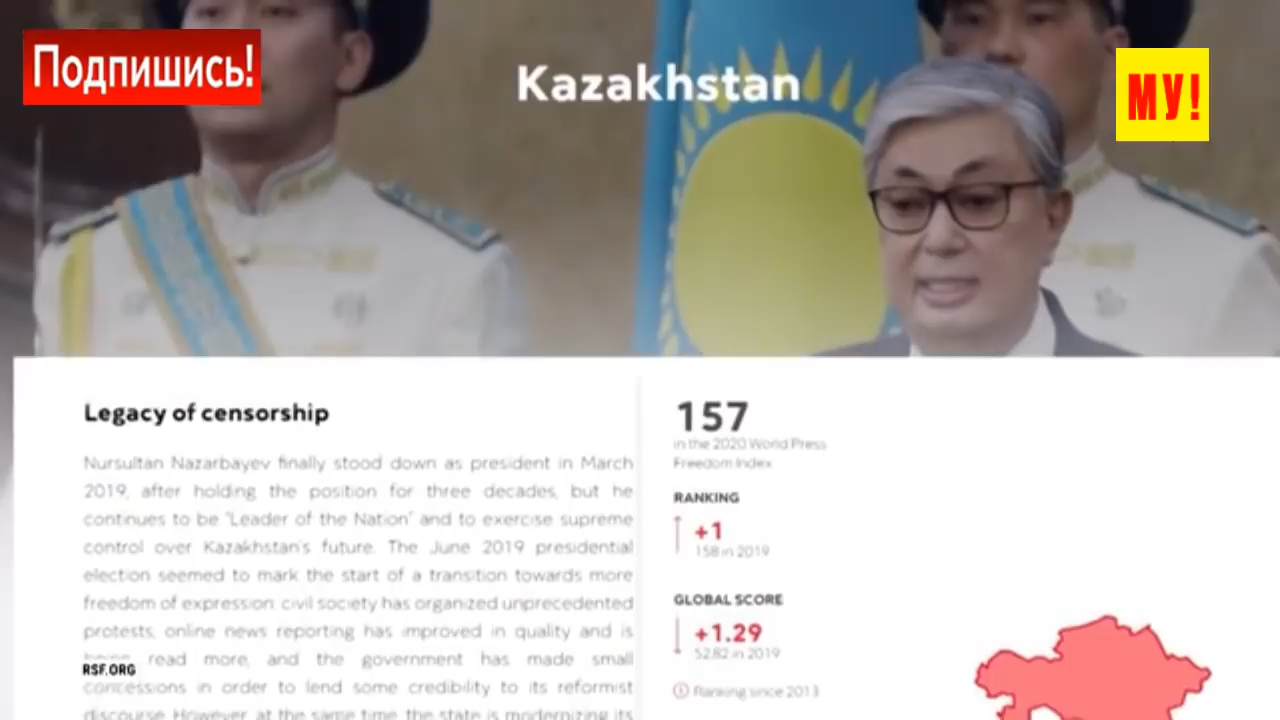 Подпишись!
Kazakhstan
МУ!
Legacy of censorship
Nursultan Nazarbayev finally stood down as president in March
2019, after holding the position for three decades, but he
continues to be "Leader of the Nation" and to exercise supreme
control over Kazakhstan's future. The June 2019 presidential
election seemed to mark the start of a transition towards more
freedom of expression: civil society has organized unprecedented
protests, online news reporting has improved in quality and is
being read more, and the government has made small
RSF.ORG
concessions in order to lend some credibility to its reformist
discourse. However, at the same time, the state is modernizing its
157
in the 2020 World Press
Freedom Index
RANKING
+1
158 in 2019
GLOBAL SCORE
+1.29
52.82 in 2019
Ranking since 2013